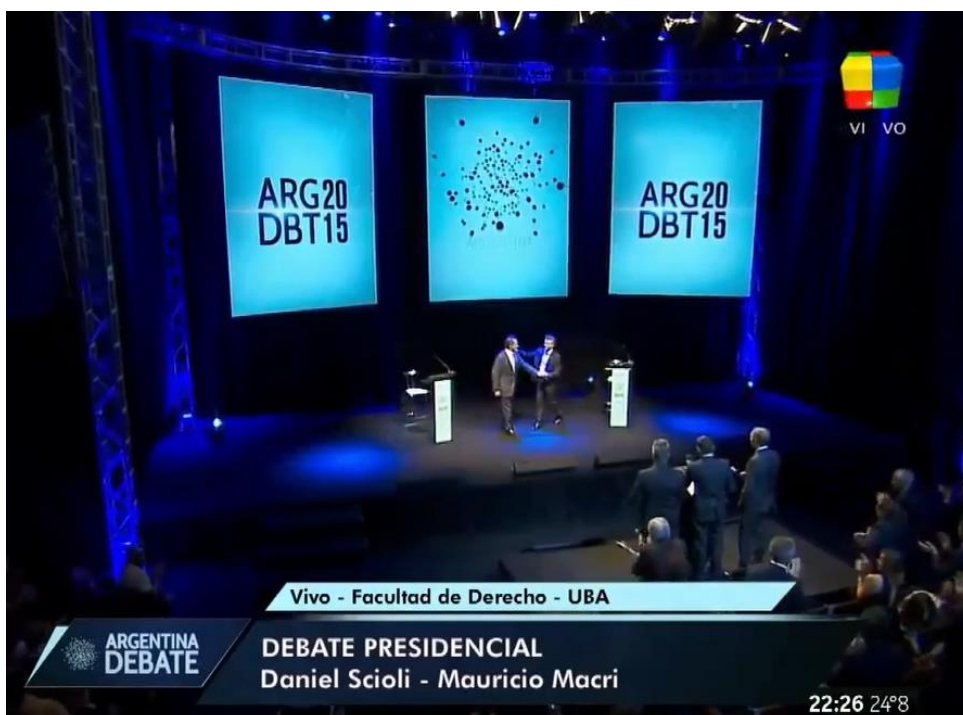 ARG20
DBT15
ARGENTINA
ARG20
DBT15
VI VO
Vivo - Facultad de Derecho - UBA
ARGENTINA
DEBATE
DEBATE PRESIDENCIAL
Daniel Scioli - Mauricio Macri
22:26 24°8